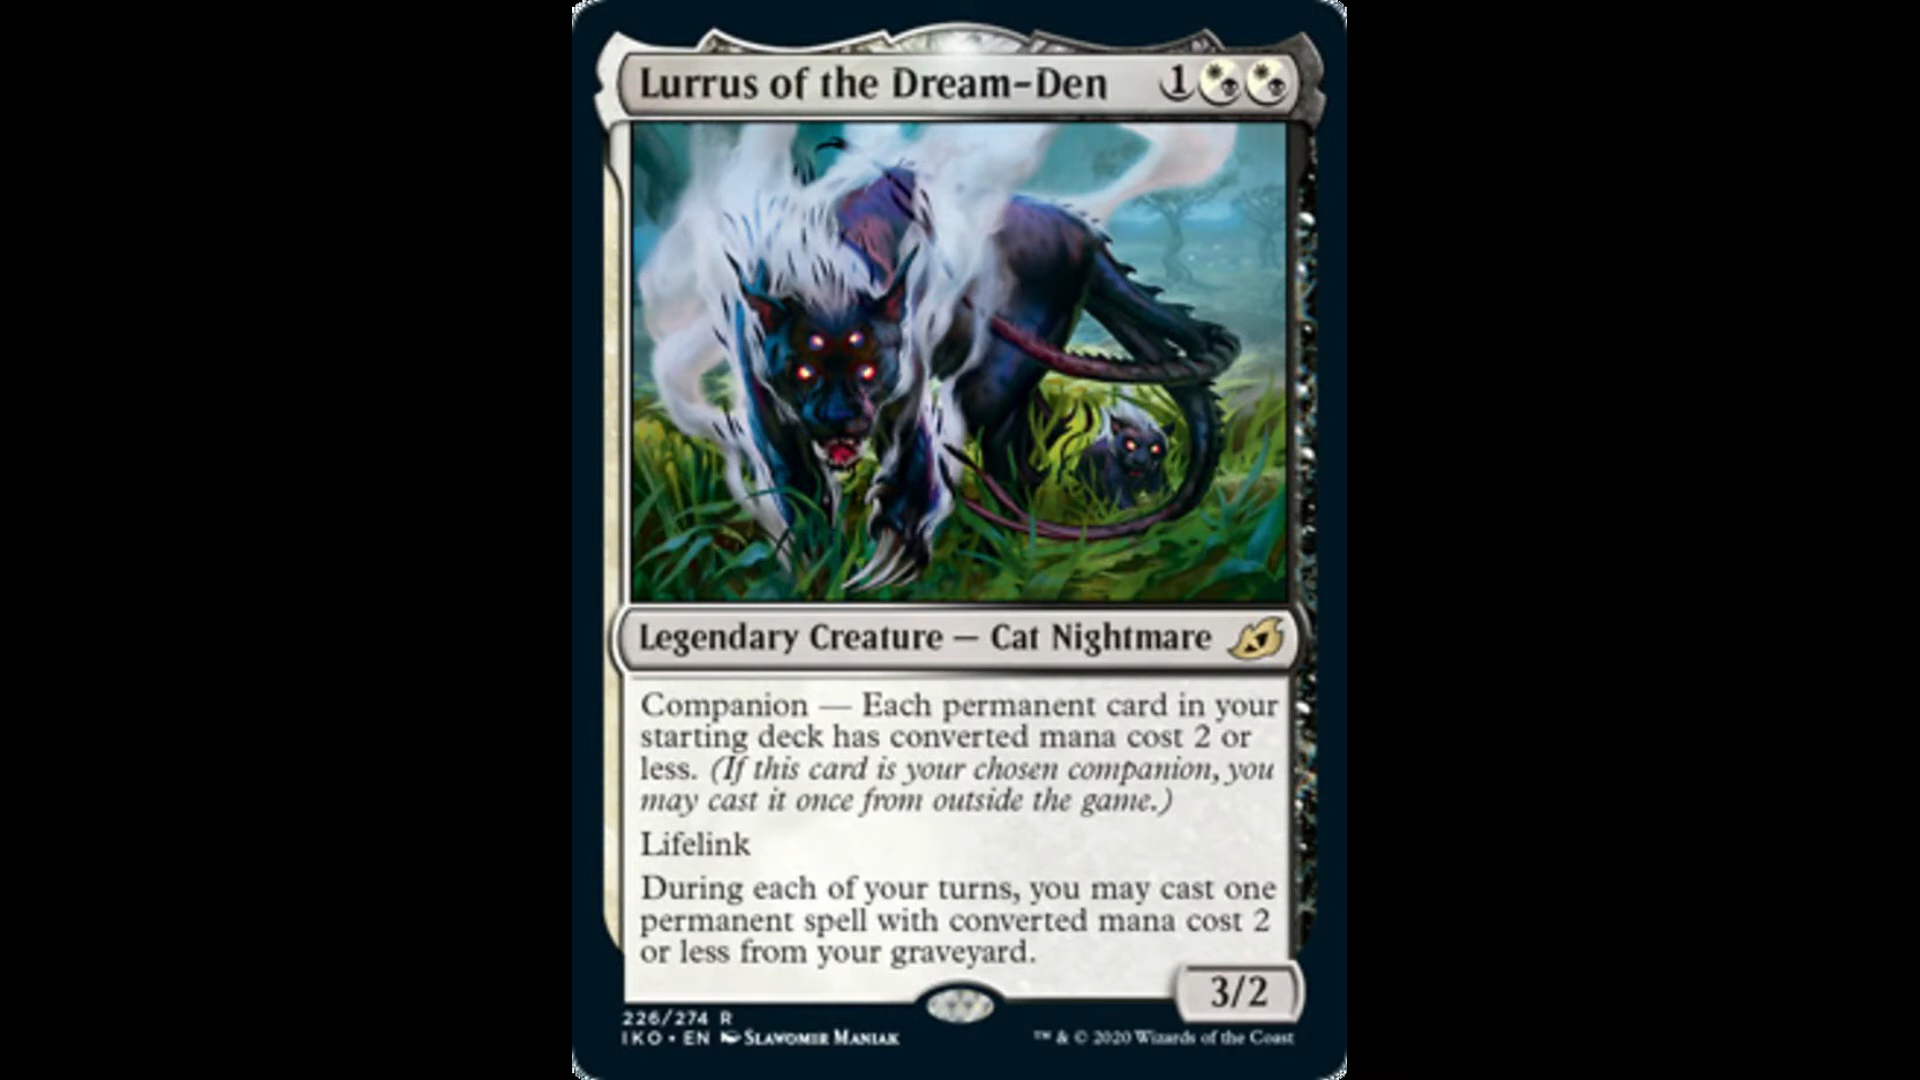 Lurrus of the Dream-Den 1
Legendary Creature — Cat Nightmare
Companion — Each permanent card in your
starting deck has converted mana cost 2 or
less. (If this card is your chosen companion, you
may cast it once from outside the game.)
Lifelink
During each of your turns, you may cast one
permanent spell with converted mana cost 2
or less from your graveyard.
3/2
226/274 R
IKO • EN Slawomir Maniak
™ & © 2020 Wizards of the Coast